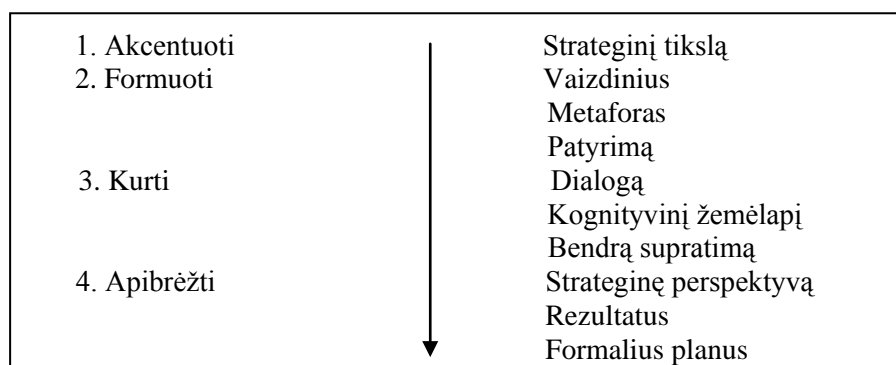 1. Akcentuoti Strateginį tikslą
2. Formuoti Vaizdinius
Metaforas
Patyrimą
3. Kurti Dialogą
Kognityvinį žemėlapį
Bendrą supratimą
4. Apibrėžti Strateginę perspektyvą
Rezultatus
Formalius planus